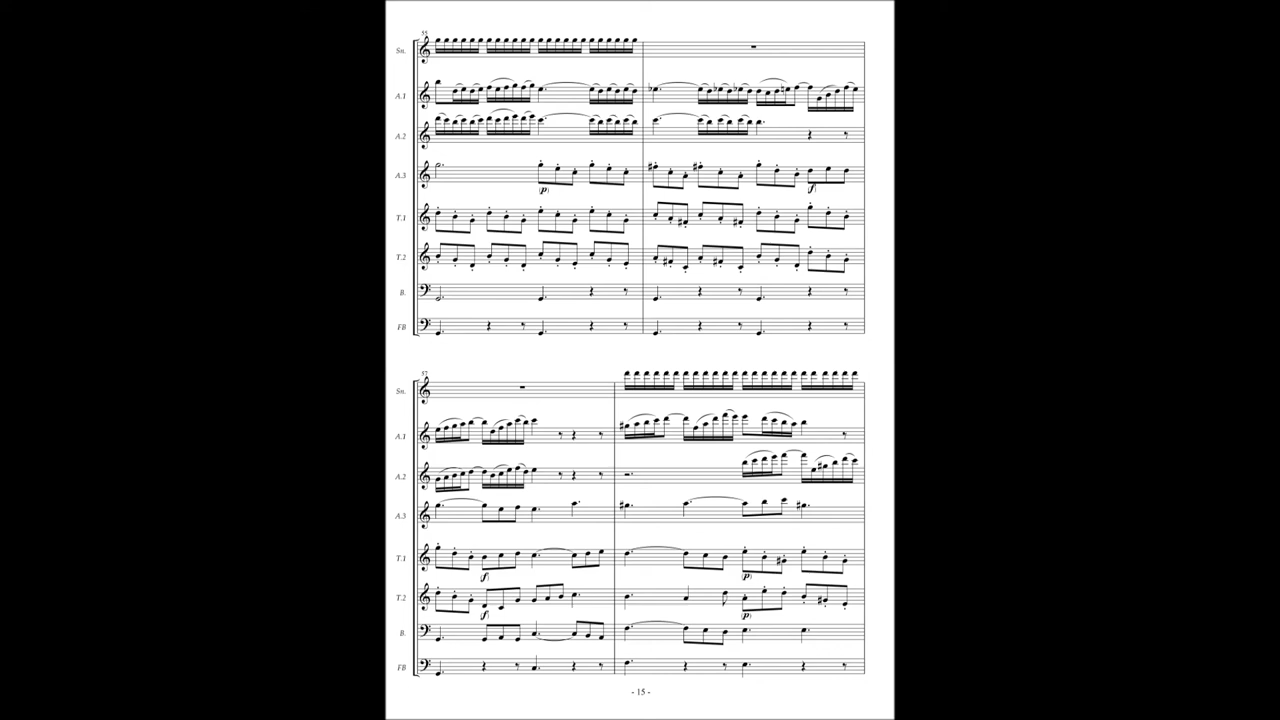 55
Sn.
A.1
A.2
A.3
[p]
f
T.1
T.2
B.
FB
57
Sn.
A.1
A.2
A.3
T.1
[f] [p]
T.2
[f] [p]
B.
FB
- 15 -